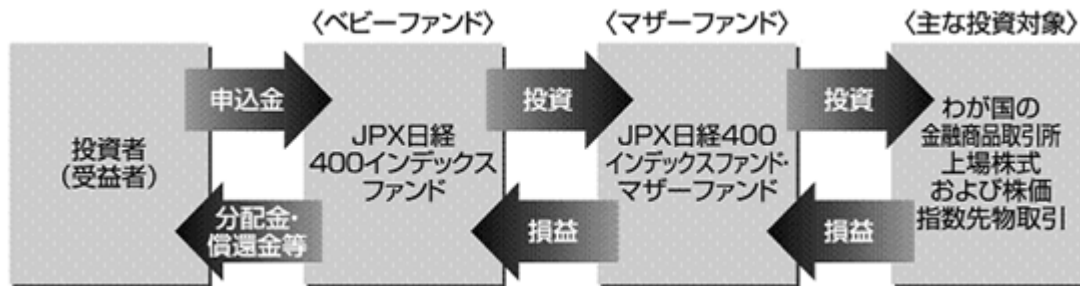 〈ベビーファンド〉
〈マザーファンド〉
〈主な投資対象〉
申込金
投資
投資
投資者
(受益者)
JPX日経
400インデックス
ファンド
JPX日経400
インデックスファンド・
マザーファンド
わが国の
金融商品取引所
上場株式
および株価
指数先物取引
分配金・
償還金等
損益
損益